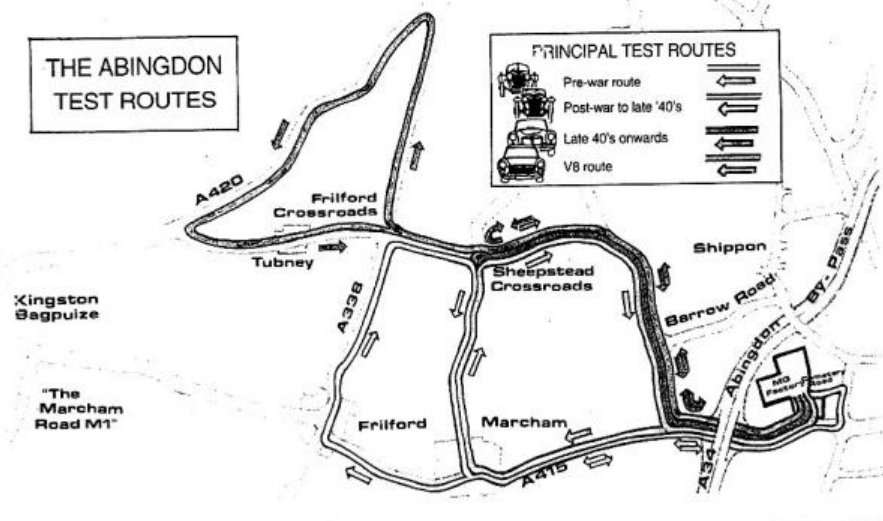 THE ABINGDON
TEST ROUTES
PRINCIPAL TEST ROUTES
Pre-war route
Post-war to late '40's
Late 40's onwards
V8 route
A420
Frilford
Crossroads
Tubney
Sheepstead
Crossroads
Shippon
Barrow Road
Abingdon By-Pass
Kingston
Bagpuize
A338
"The
Marcham
Road M1"
Frilford
Marcham
MG
Factory
Cemetery
Road
A415
A34